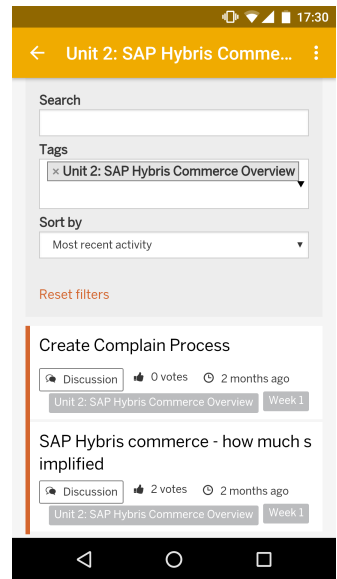 17:30
Unit 2: SAP Hybris Comme...
Search
Tags
× Unit 2: SAP Hybris Commerce Overview
Sort by
Most recent activity
Reset filters
Create Complain Process
Discussion 0 votes 2 months ago
Unit 2: SAP Hybris Commerce Overview Week 1
SAP Hybris commerce - how much s
implified
Discussion 2 votes 2 months ago
Unit 2: SAP Hybris Commerce Overview Week 1